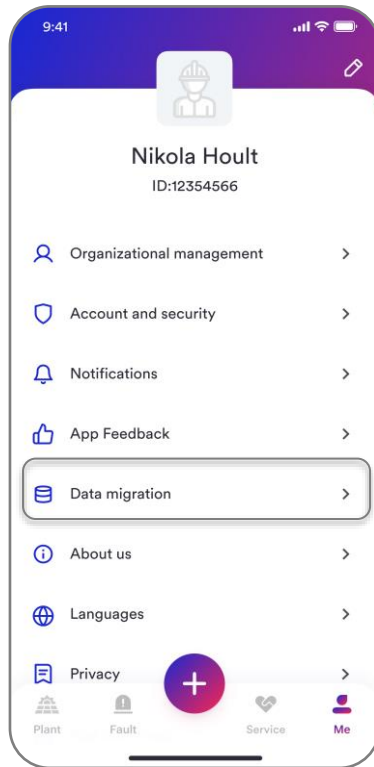 9:41
Nikola Hoult
ID:12354566
Organizational management
Account and security
Notifications
App Feedback
Data migration
About us
Languages
Privacy
Plant Fault Service Me